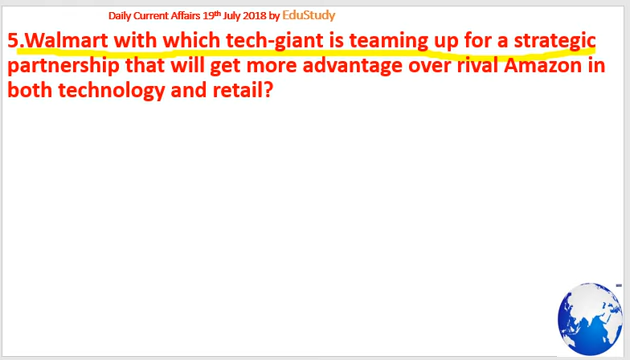 Daily Current Affairs 19th July 2018 by EduStudy
5.Walmart with which tech-giant is teaming up for a strategic
partnership that will get more advantage over rival Amazon in
both technology and retail?